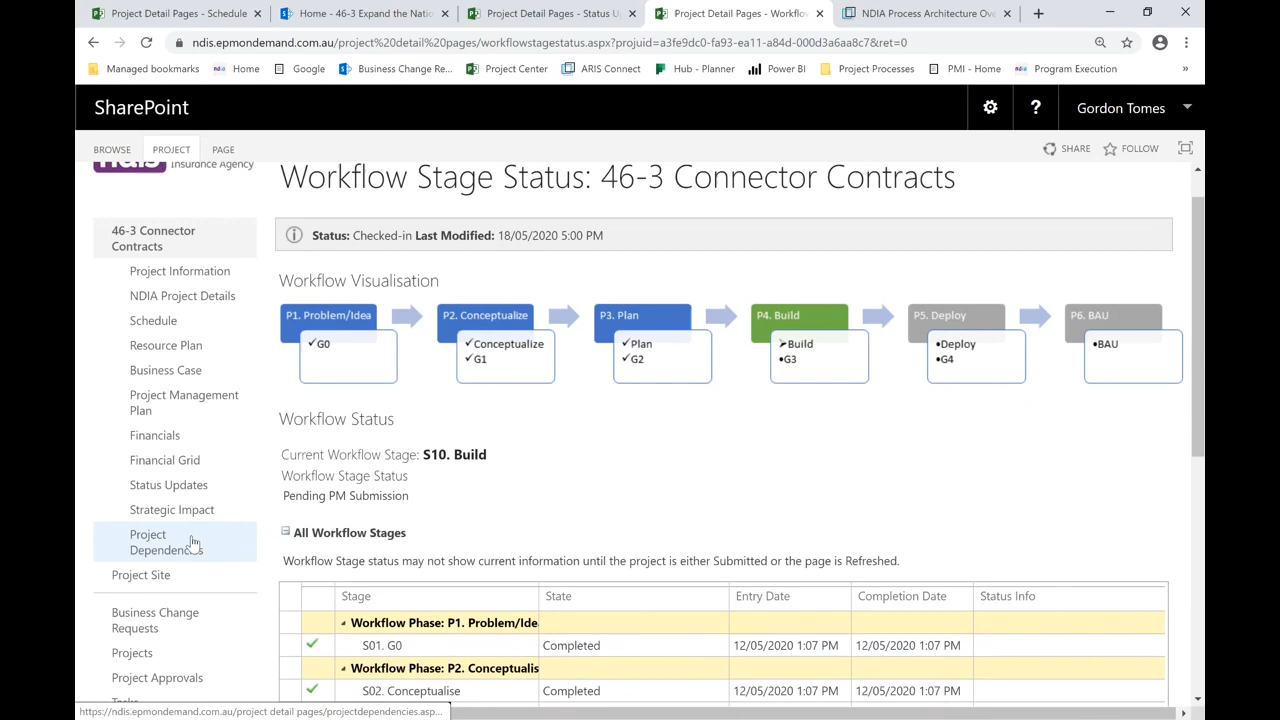 Project Detail Pages - Schedule
Home - 46-3 Expand the Natio
Project Detail Pages - Status U
Project Detail Pages - Workflow
NDIA Process Architecture Ove
ndis.epmondemand.com.au/project%20detail%20pages/workflowstagestatus.aspx?projuid=a3fe9dc0-fa93-ea11-a84d-000d3a6aa8c7&ret=0
Managed bookmarks
Home
Google
Business Change Re...
Project Center
ARIS Connect
Hub - Planner
Power BI
Project Processes
PMI - Home
Program Execution
»
SharePoint
?
Gordon Tomes
BROWSE
PROJECT
PAGE
SHARE
FOLLOW
ndis
Insurance Agency
Workflow Stage Status: 46-3 Connector Contracts
46-3 Connector
Contracts
Project Information
NDIA Project Details
Schedule
Resource Plan
Business Case
Project Management
Plan
Financials
Financial Grid
Status Updates
Strategic Impact
Project
Dependencies
Project Site
Business Change
Requests
Projects
Project Approvals
Tasks
Status: Checked-in Last Modified: 18/05/2020 5:00 PM
Workflow Visualisation
P1. Problem/Idea
✓G0
P2. Conceptualize
✓Conceptualize
✓G1
P3. Plan
✓Plan
✓G2
P4. Build
➤Build
•G3
P5. Deploy
•Deploy
•G4
P6. BAU
•BAU
Workflow Status
Current Workflow Stage: S10. Build
Workflow Stage Status
Pending PM Submission
All Workflow Stages
Workflow Stage status may not show current information until the project is either Submitted or the page is Refreshed.
Stage State Entry Date Completion Date Status Info
Workflow Phase: P1. Problem/Ide
S01. G0 Completed 12/05/2020 1:07 PM 12/05/2020 1:07 PM
Workflow Phase: P2. Conceptualis
S02. Conceptualise Completed 12/05/2020 1:07 PM 12/05/2020 1:07 PM
https://ndis.epmondemand.com.au/project detail pages/projectdependencies.asp...